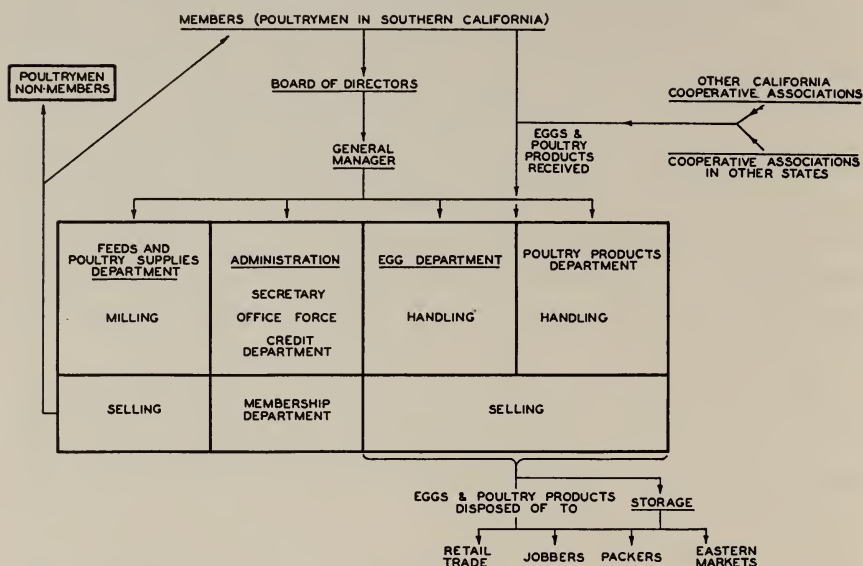 MEMBERS (POULTRYMEN IN SOUTHERN CALIFORNIA)
POULTRYMEN
NON-MEMBERS
BOARD OF DIRECTORS
OTHER CALIFORNIA
COOPERATIVE ASSOCIATIONS
GENERAL
MANAGER
EGGS &
POULTRY
PRODUCTS
RECEIVED
COOPERATIVE ASSOCIATIONS
IN OTHER STATES
FEEDS AND
POULTRY SUPPLIES
DEPARTMENT
MILLING
ADMINISTRATION
SECRETARY
OFFICE FORCE
CREDIT
DEPARTMENT
EGG DEPARTMENT
HANDLING
POULTRY PRODUCTS
DEPARTMENT
HANDLING
SELLING
MEMBERSHIP
DEPARTMENT
SELLING
EGGS & POULTRY PRODUCTS
DISPOSED OF TO
STORAGE
RETAIL
TRADE
JOBBERS
PACKERS
EASTERN
MARKETS